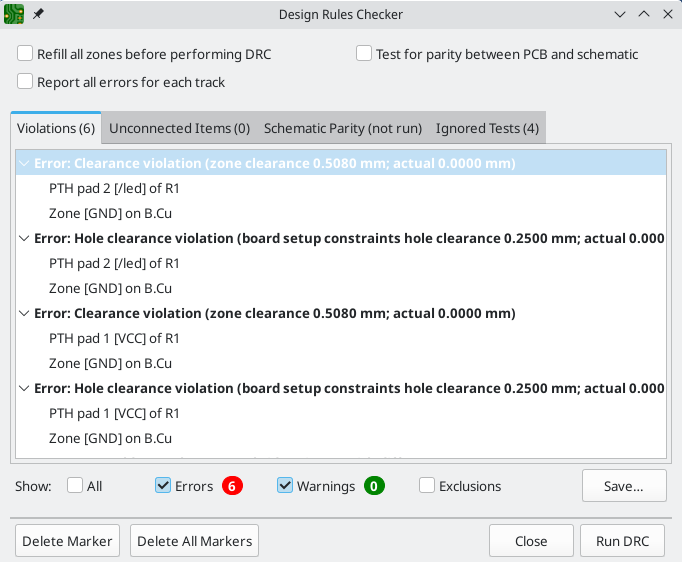 Design Rules Checker
Refill all zones before performing DRC
Test for parity between PCB and schematic
Report all errors for each track
Violations (6)
Unconnected Items (0)
Schematic Parity (not run)
Ignored Tests (4)
Error: Clearance violation (zone clearance 0.5080 mm; actual 0.0000 mm)
PTH pad 2 [/led] of R1
Zone [GND] on B.Cu
Error: Hole clearance violation (board setup constraints hole clearance 0.2500 mm; actual 0.000
PTH pad 2 [/led] of R1
Zone [GND] on B.Cu
Error: Clearance violation (zone clearance 0.5080 mm; actual 0.0000 mm)
PTH pad 1 [VCC] of R1
Zone [GND] on B.Cu
Error: Hole clearance violation (board setup constraints hole clearance 0.2500 mm; actual 0.000
PTH pad 1 [VCC] of R1
Zone [GND] on B.Cu
Show:
All
Errors 6
Warnings 0
Exclusions
Save...
Delete Marker
Delete All Markers
Close
Run DRC